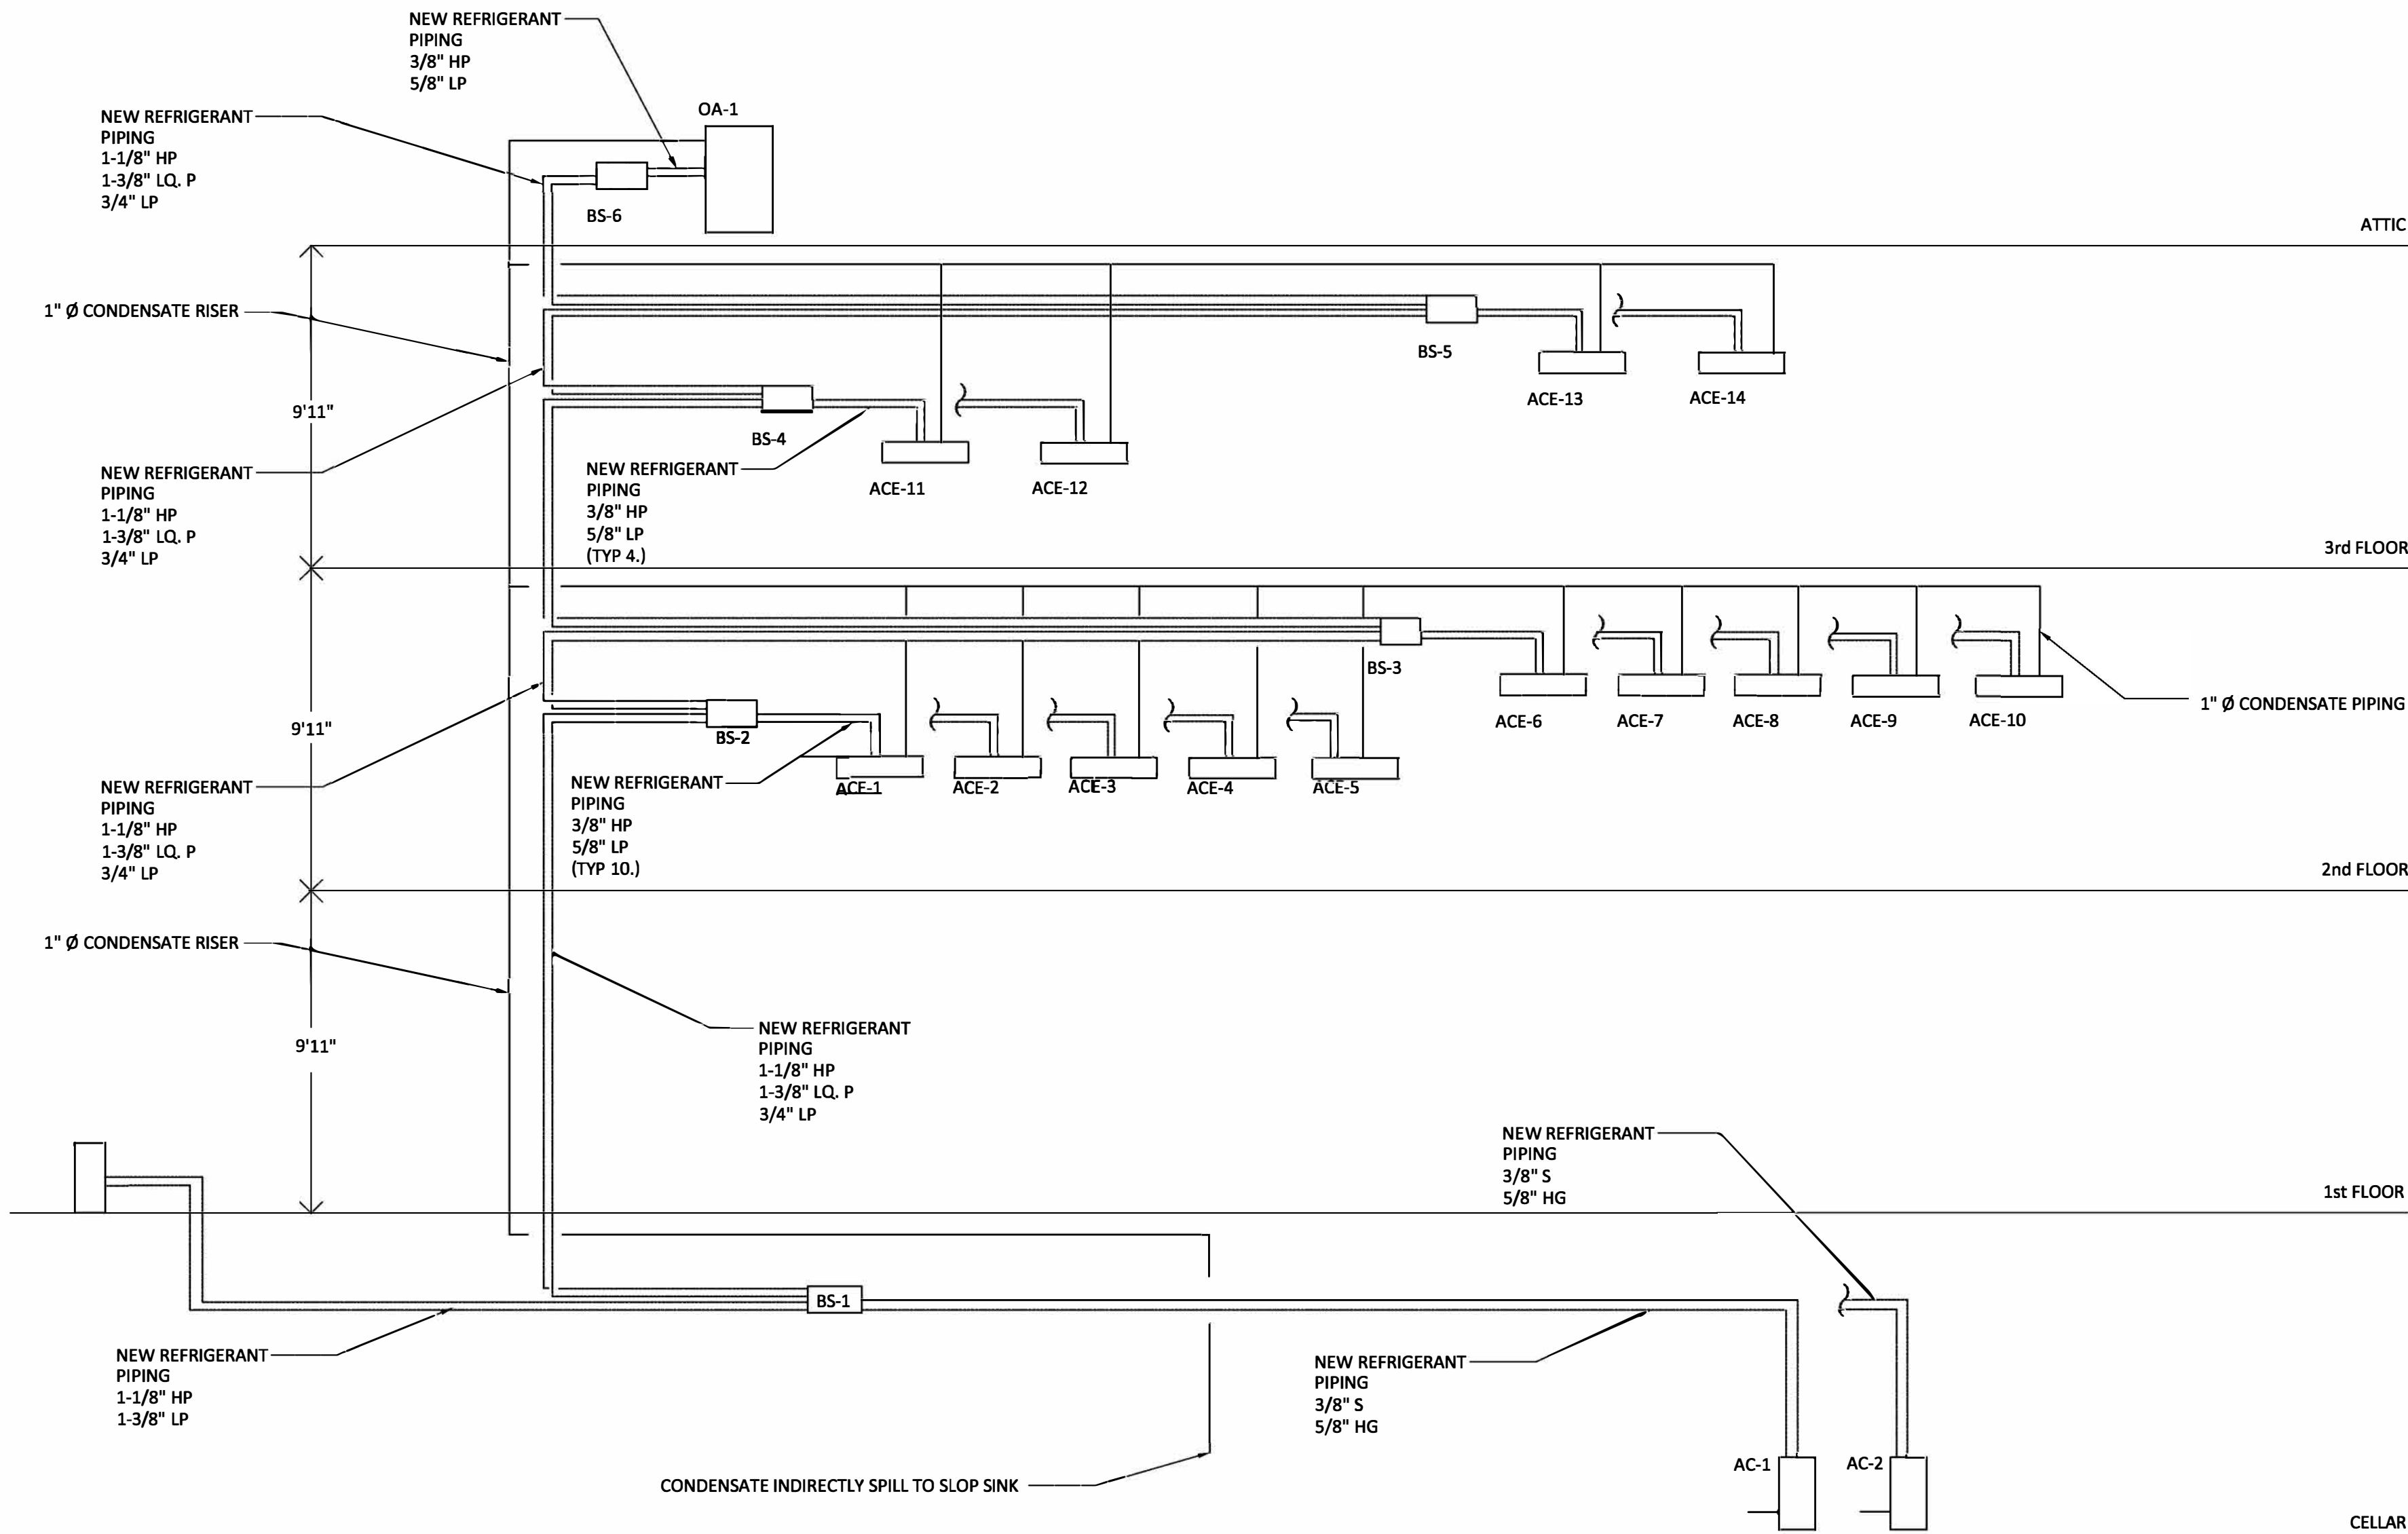 NEW REFRIGERANT
PIPING
3/8" HP
5/8" LP
NEW REFRIGERANT
PIPING
1-1/8" HP
1-3/8" LQ. P
3/4" LP
OA-1
BS-6
ATTIC
1" Ø CONDENSATE RISER
BS-5
ACE-13
ACE-14
9'11"
BS-4
NEW REFRIGERANT
PIPING
1-1/8" HP
1-3/8" LQ. P
3/4" LP
NEW REFRIGERANT
PIPING
3/8" HP
5/8" LP
(TYP 4.)
ACE-11
ACE-12
3rd FLOOR
BS-3
ACE-6
ACE-7
ACE-8
ACE-9
ACE-10
1" Ø CONDENSATE PIPING
9'11"
BS-2
NEW REFRIGERANT
PIPING
1-1/8" HP
1-3/8" LQ. P
3/4" LP
NEW REFRIGERANT
PIPING
3/8" HP
5/8" LP
(TYP 10.)
ACE-1
ACE-2
ACE-3
ACE-4
ACE-5
2nd FLOOR
1" Ø CONDENSATE RISER
9'11"
NEW REFRIGERANT
PIPING
1-1/8" HP
1-3/8" LQ. P
3/4" LP
NEW REFRIGERANT
PIPING
3/8" S
5/8" HG
1st FLOOR
BS-1
NEW REFRIGERANT
PIPING
1-1/8" HP
1-3/8" LP
NEW REFRIGERANT
PIPING
3/8" S
5/8" HG
CONDENSATE INDIRECTLY SPILL TO SLOP SINK
AC-1
AC-2
CELLAR